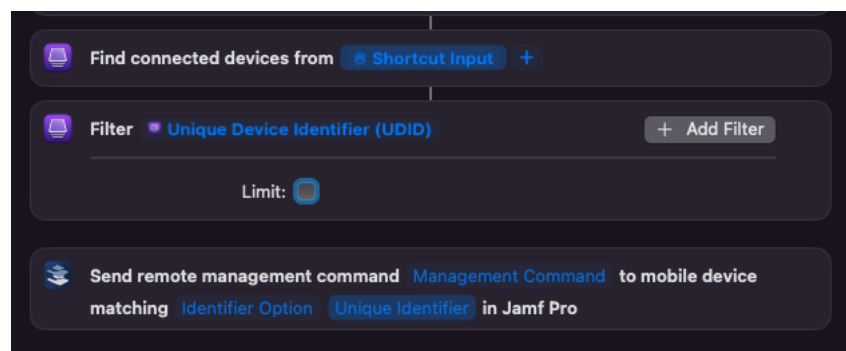 Find connected devices from Shortcut Input +
Filter Unique Device Identifier (UDID) + Add Filter
Limit:
Send remote management command Management Command to mobile device
matching Identifier Option Unique Identifier in Jamf Pro